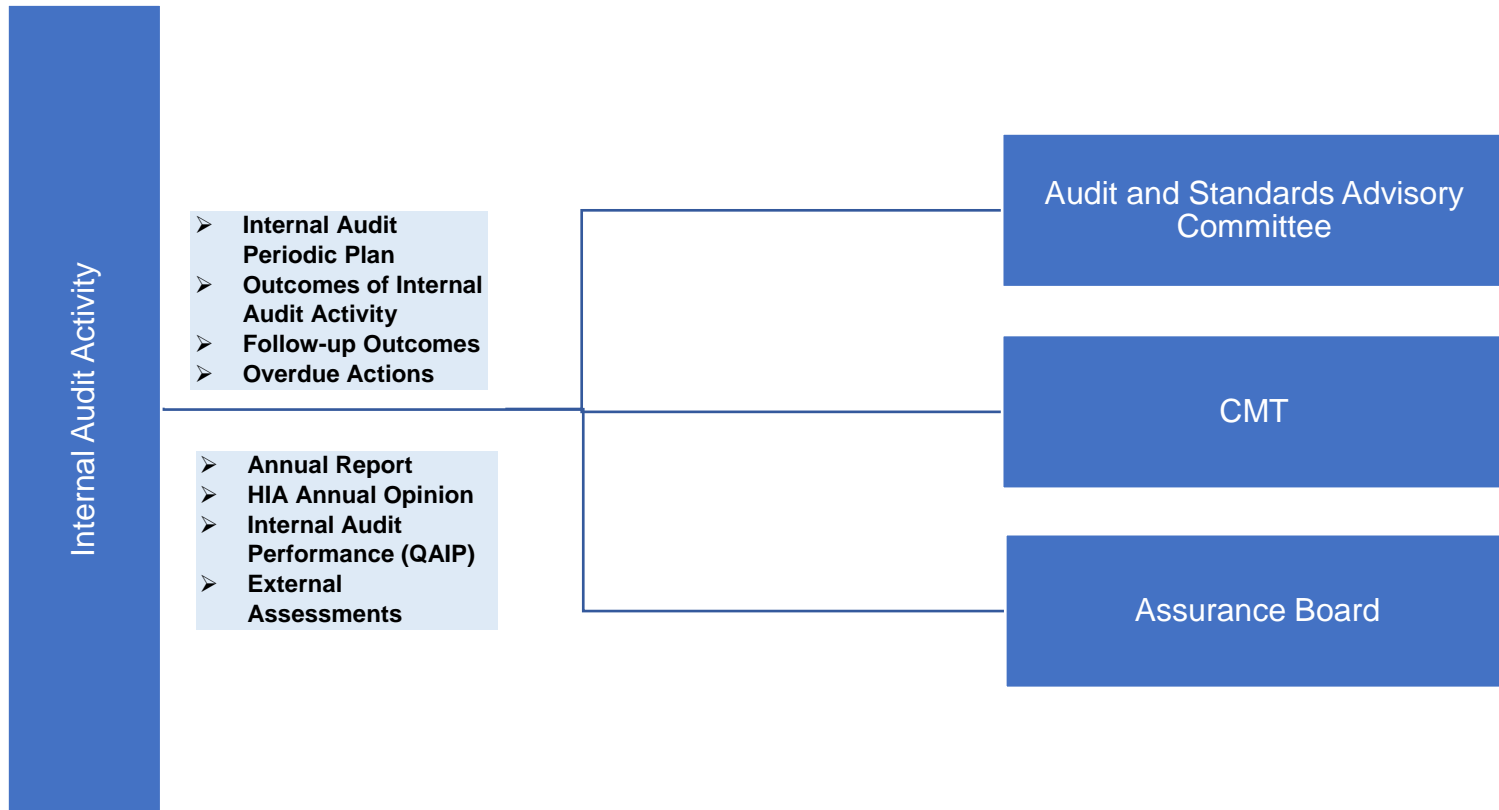 Internal Audit Activity
➢ Internal Audit
Periodic Plan
➢ Outcomes of Internal
Audit Activity
➢ Follow-up Outcomes
➢ Overdue Actions
➢ Annual Report
➢ HIA Annual Opinion
➢ Internal Audit
Performance (QAIP)
➢ External
Assessments
Audit and Standards Advisory
Committee
CMT
Assurance Board